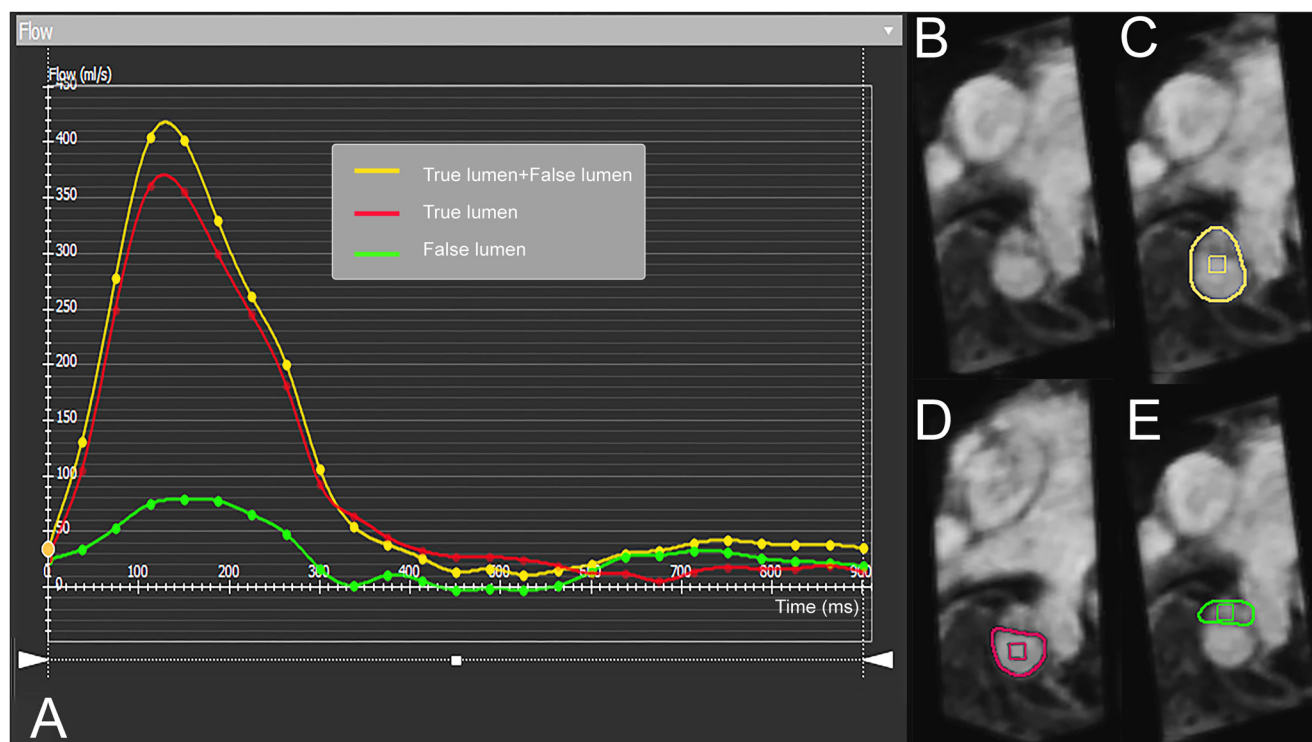 Flow
Flow (ml/s)
450
400
350
300
250
200
150
100
50
0
0 100 200 300 400 500 600 700 800 900
Time (ms)
True lumen+False lumen
True lumen
False lumen
A
B
C
D
E